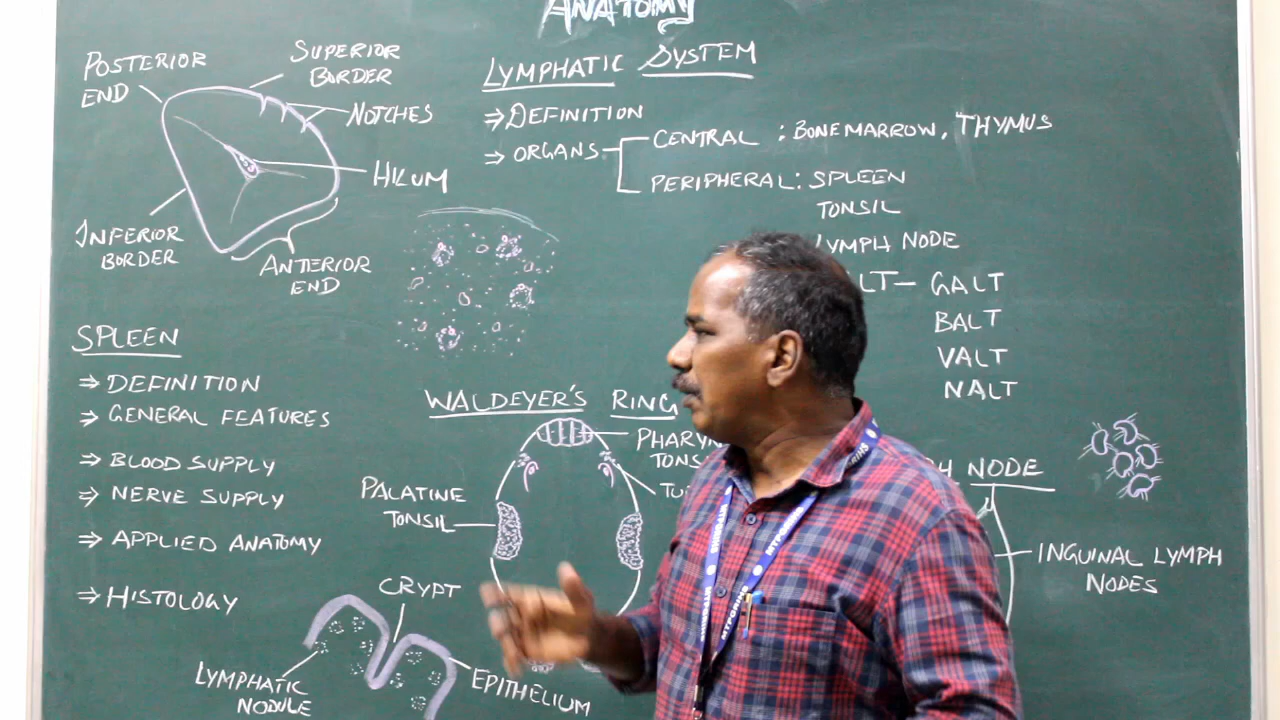 ANATOMY
POSTERIOR
END
SUPERIOR
BORDER
NOTCHES
HILUM
INFERIOR
BORDER
ANTERIOR
END
LYMPHATIC SYSTEM
⇒ DEFINITION
⇒ ORGANS
CENTRAL : BONEMARROW, THYMUS
PERIPHERAL: SPLEEN
TONSIL
LYMPH NODE
LT— GALT
BALT
VALT
NALT
SPLEEN
⇒ DEFINITION
⇒ GENERAL FEATURES
⇒ BLOOD SUPPLY
⇒ NERVE SUPPLY
⇒ APPLIED ANATOMY
⇒ HISTOLOGY
WALDEYER'S RING
PALATINE
TONSIL
CRYPT
LYMPHATIC
NODULE
EPITHELIUM
NODE
INGUINAL LYMPH
NODES
MTPGRIHS